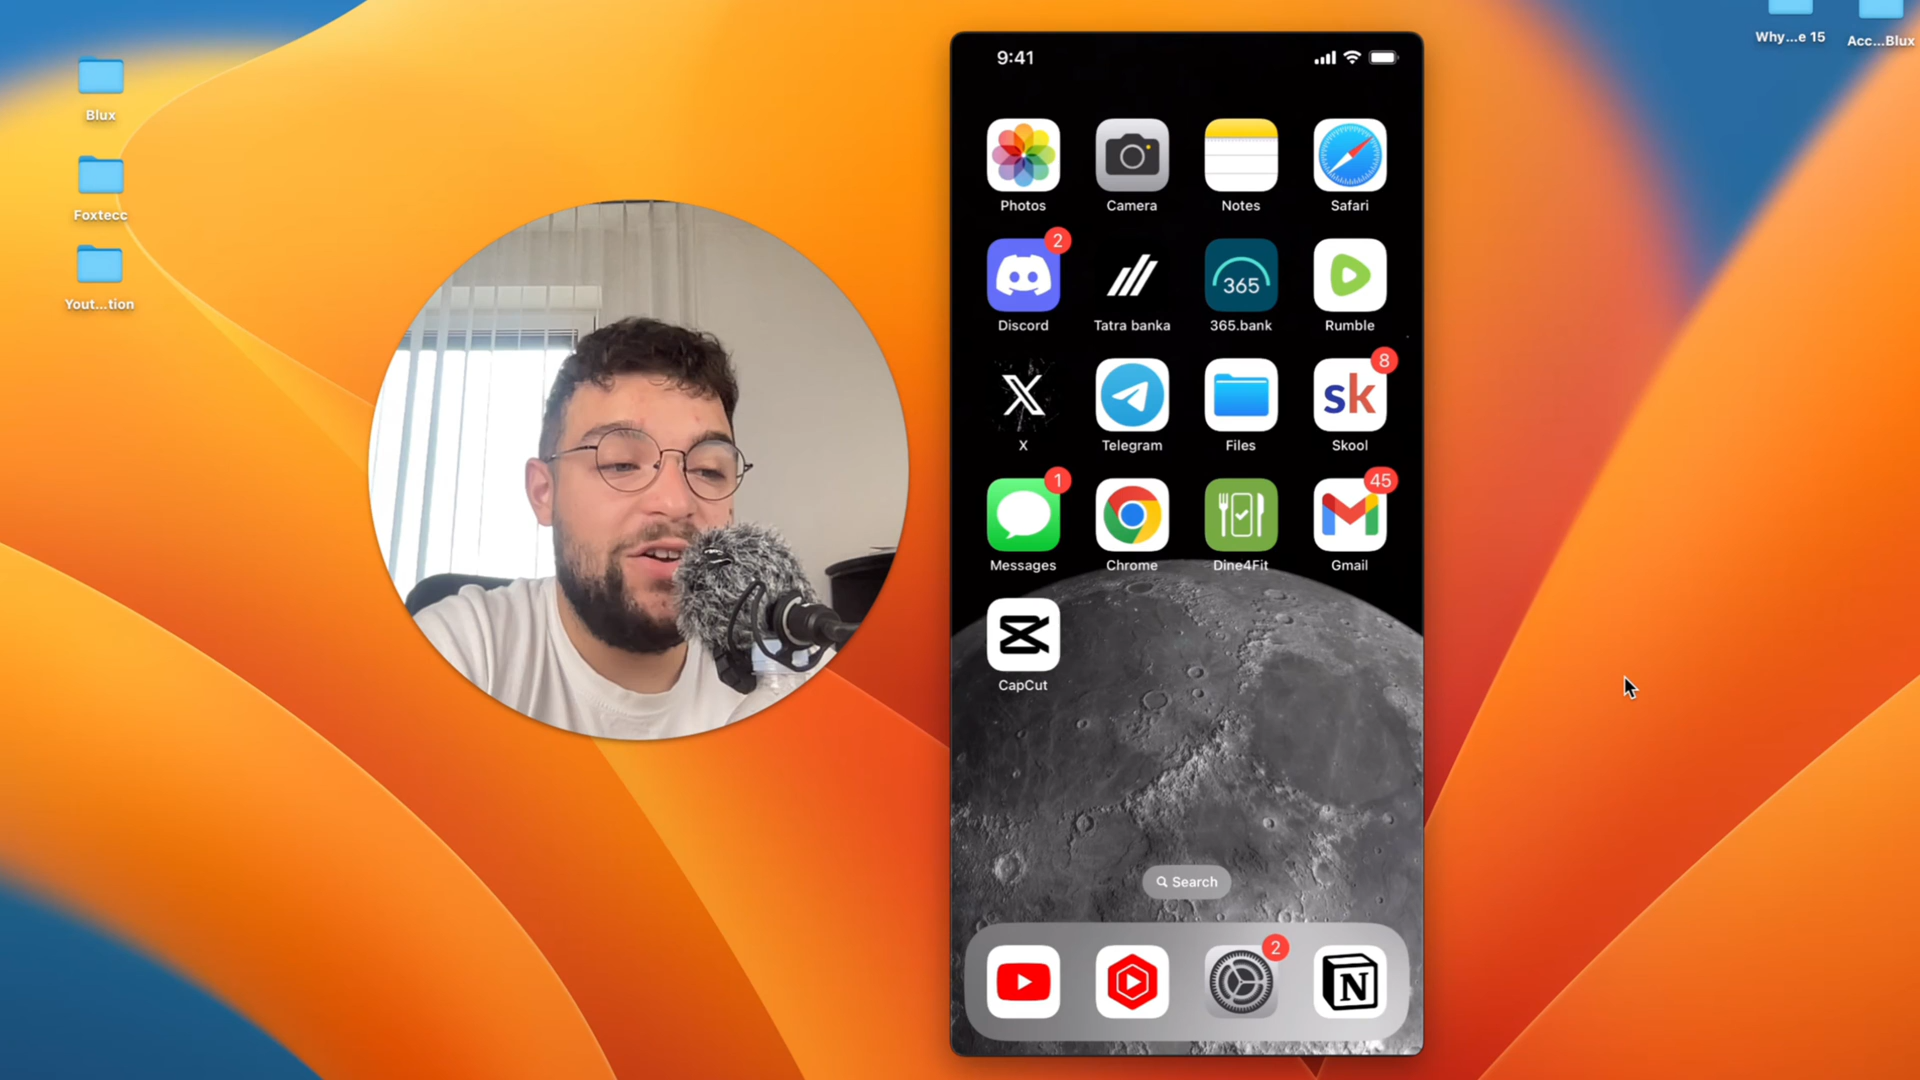 Blux
Foxtecc
Yout...tion
Why...e 15
Acc...Blux
9:41
Photos
Camera
Notes
Safari
2
365
Discord
Tatra banka
365.bank
Rumble
8
sk
X
Telegram
Files
Skool
1
45
Messages
Chrome
Dine4Fit
Gmail
CapCut
Search
2
N